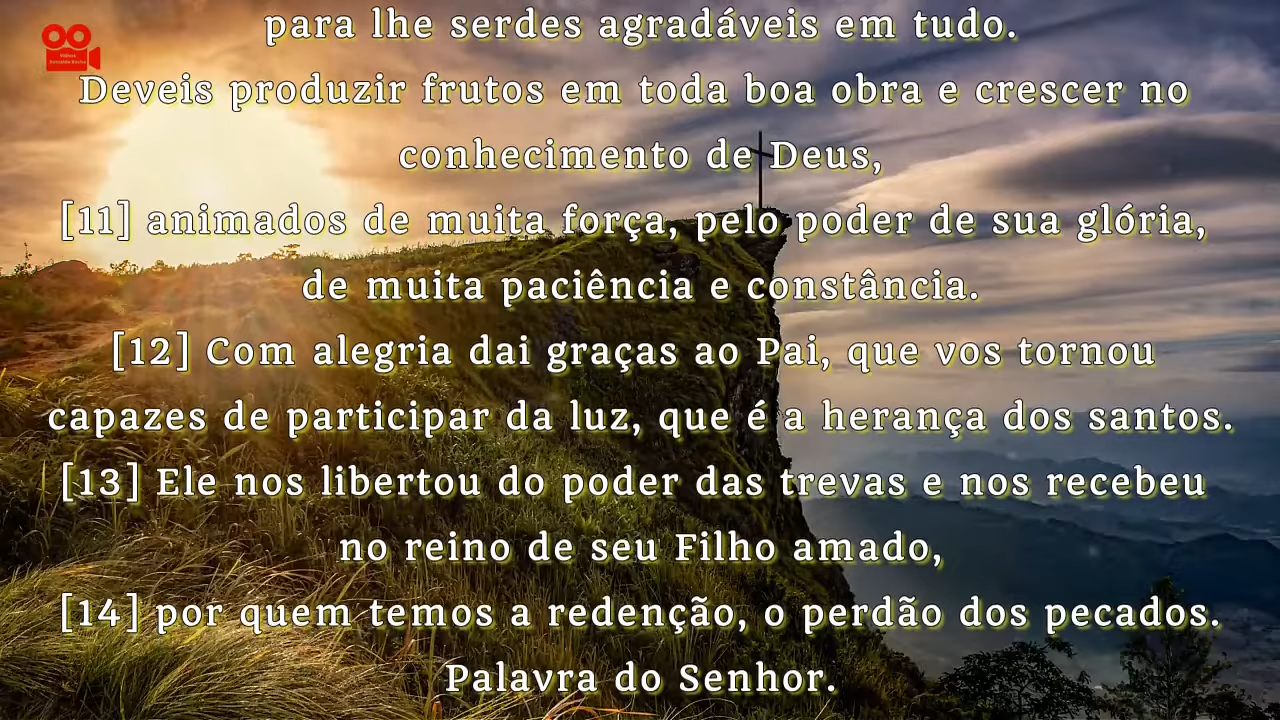 para lhe serdes agradáveis em tudo.
Deveis produzir frutos em toda boa obra e crescer no
conhecimento de Deus,
[11] animados de muita força, pelo poder de sua glória,
de muita paciência e constância.
[12] Com alegria dai graças ao Pai, que vos tornou
capazes de participar da luz, que é a herança dos santos.
[13] Ele nos libertou do poder das trevas e nos recebeu
no reino de seu Filho amado,
[14] por quem temos a redenção, o perdão dos pecados.
Palavra do Senhor.